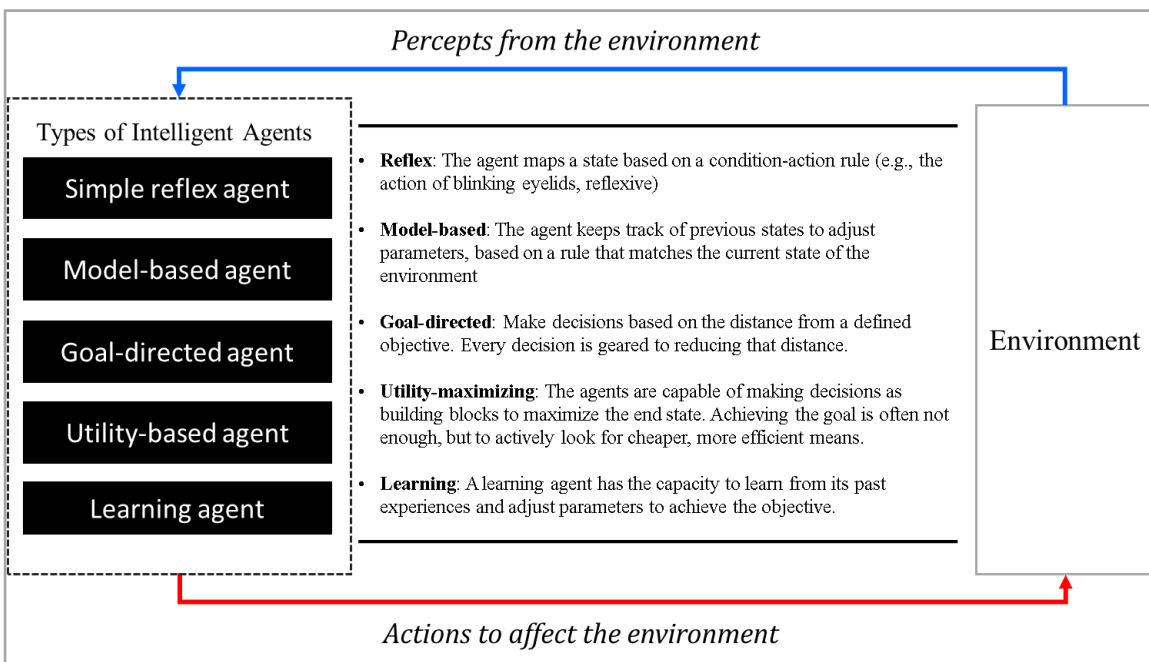 Percepts from the environment
Types of Intelligent Agents
Simple reflex agent
Model-based agent
Goal-directed agent
Utility-based agent
Learning agent
• Reflex: The agent maps a state based on a condition-action rule (e.g., the
action of blinking eyelids, reflexive)
• Model-based: The agent keeps track of previous states to adjust
parameters, based on a rule that matches the current state of the
environment
• Goal-directed: Make decisions based on the distance from a defined
objective. Every decision is geared to reducing that distance.
• Utility-maximizing: The agents are capable of making decisions as
building blocks to maximize the end state. Achieving the goal is often not
enough, but to actively look for cheaper, more efficient means.
• Learning: A learning agent has the capacity to learn from its past
experiences and adjust parameters to achieve the objective.
Environment
Actions to affect the environment